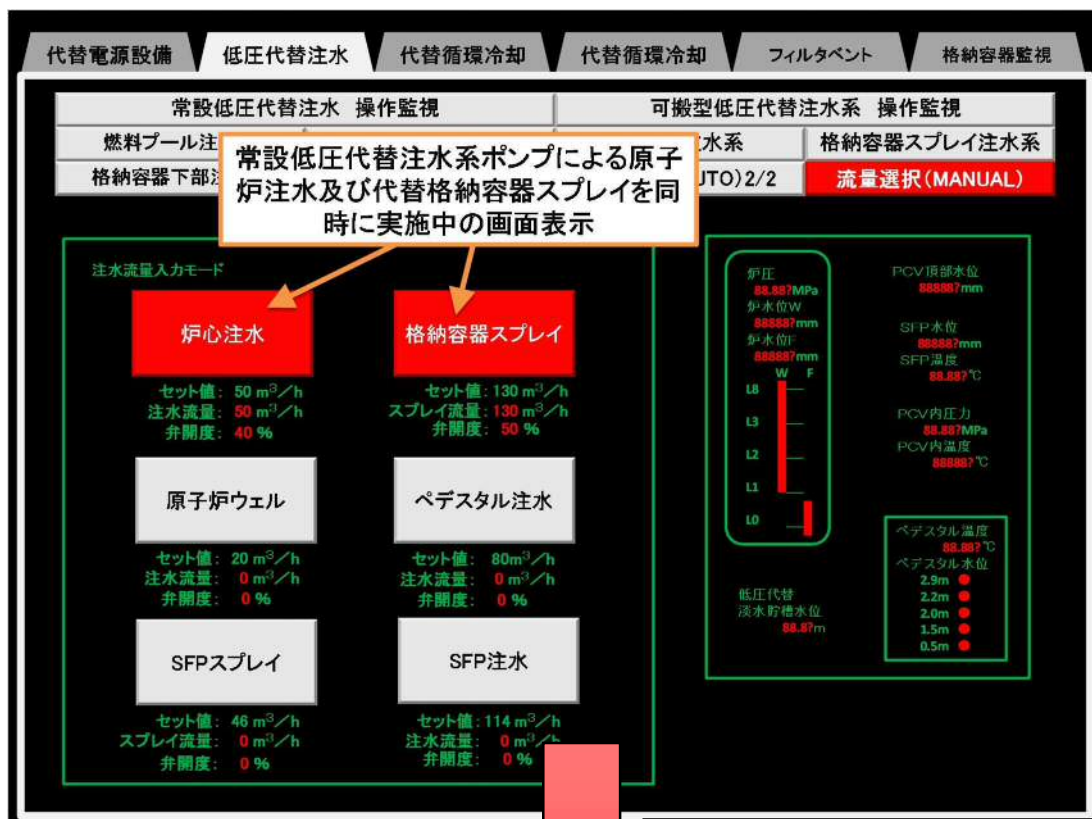 代替電源設備
低圧代替注水
代替循環冷却
代替循環冷却
フィルタベント
格納容器監視
常設低圧代替注水 操作監視
可搬型低圧代替注水系 操作監視
燃料プール注
水系
格納容器スプレイ注水系
格納容器下部
UTO)2/2
流量選択(MANUAL)
常設低圧代替注水系ポンプによる原子
炉注水及び代替格納容器スプレイを同
時に実施中の画面表示
注水流量入力モード
炉心注水
セット値: 50 m³/h
注水流量: 50 m³/h
弁開度: 40 %
格納容器スプレイ
セット値: 130 m³/h
スプレイ流量: 130 m³/h
弁開度: 50 %
原子炉ウェル
セット値: 20 m³/h
注水流量: 0 m³/h
弁開度: 0 %
ペデスタル注水
セット値: 80m³/h
注水流量: 0 m³/h
弁開度: 0 %
SFPスプレイ
セット値: 46 m³/h
スプレイ流量: 0 m³/h
弁開度: 0 %
SFP注水
セット値: 114 m³/h
注水流量: 0 m³/h
弁開度: 0 %
炉圧
88.88?MPa
炉水位W
88888?mm
炉水位F
88888?mm
W F
L8
L3
L2
L1
L0
低圧代替
淡水貯槽水位
88.8?m
PCV頂部水位
88888?mm
SFP水位
88888?mm
SFP温度
88.88?℃
PCV内圧力
88.88?MPa
PCV内温度
88888?℃
ペデスタル温度
88.88?℃
ペデスタル水位
2.9m
2.2m
2.0m
1.5m
0.5m